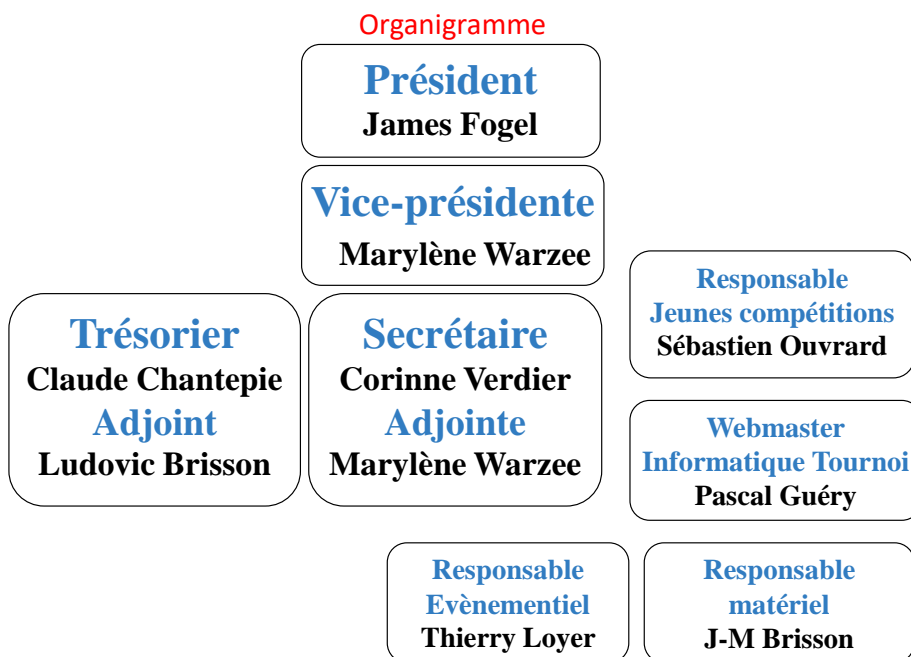 Organigramme
Président
James Fogel
Vice-présidente
Marylène Warzee
Trésorier
Claude Chantepie
Adjoint
Ludovic Brisson
Secrétaire
Corinne Verdier
Adjointe
Marylène Warzee
Responsable
Jeunes compétitions
Sébastien Ouvrard
Webmaster
Informatique Tournoi
Pascal Guéry
Responsable
Evènementiel
Thierry Loyer
Responsable
matériel
J-M Brisson